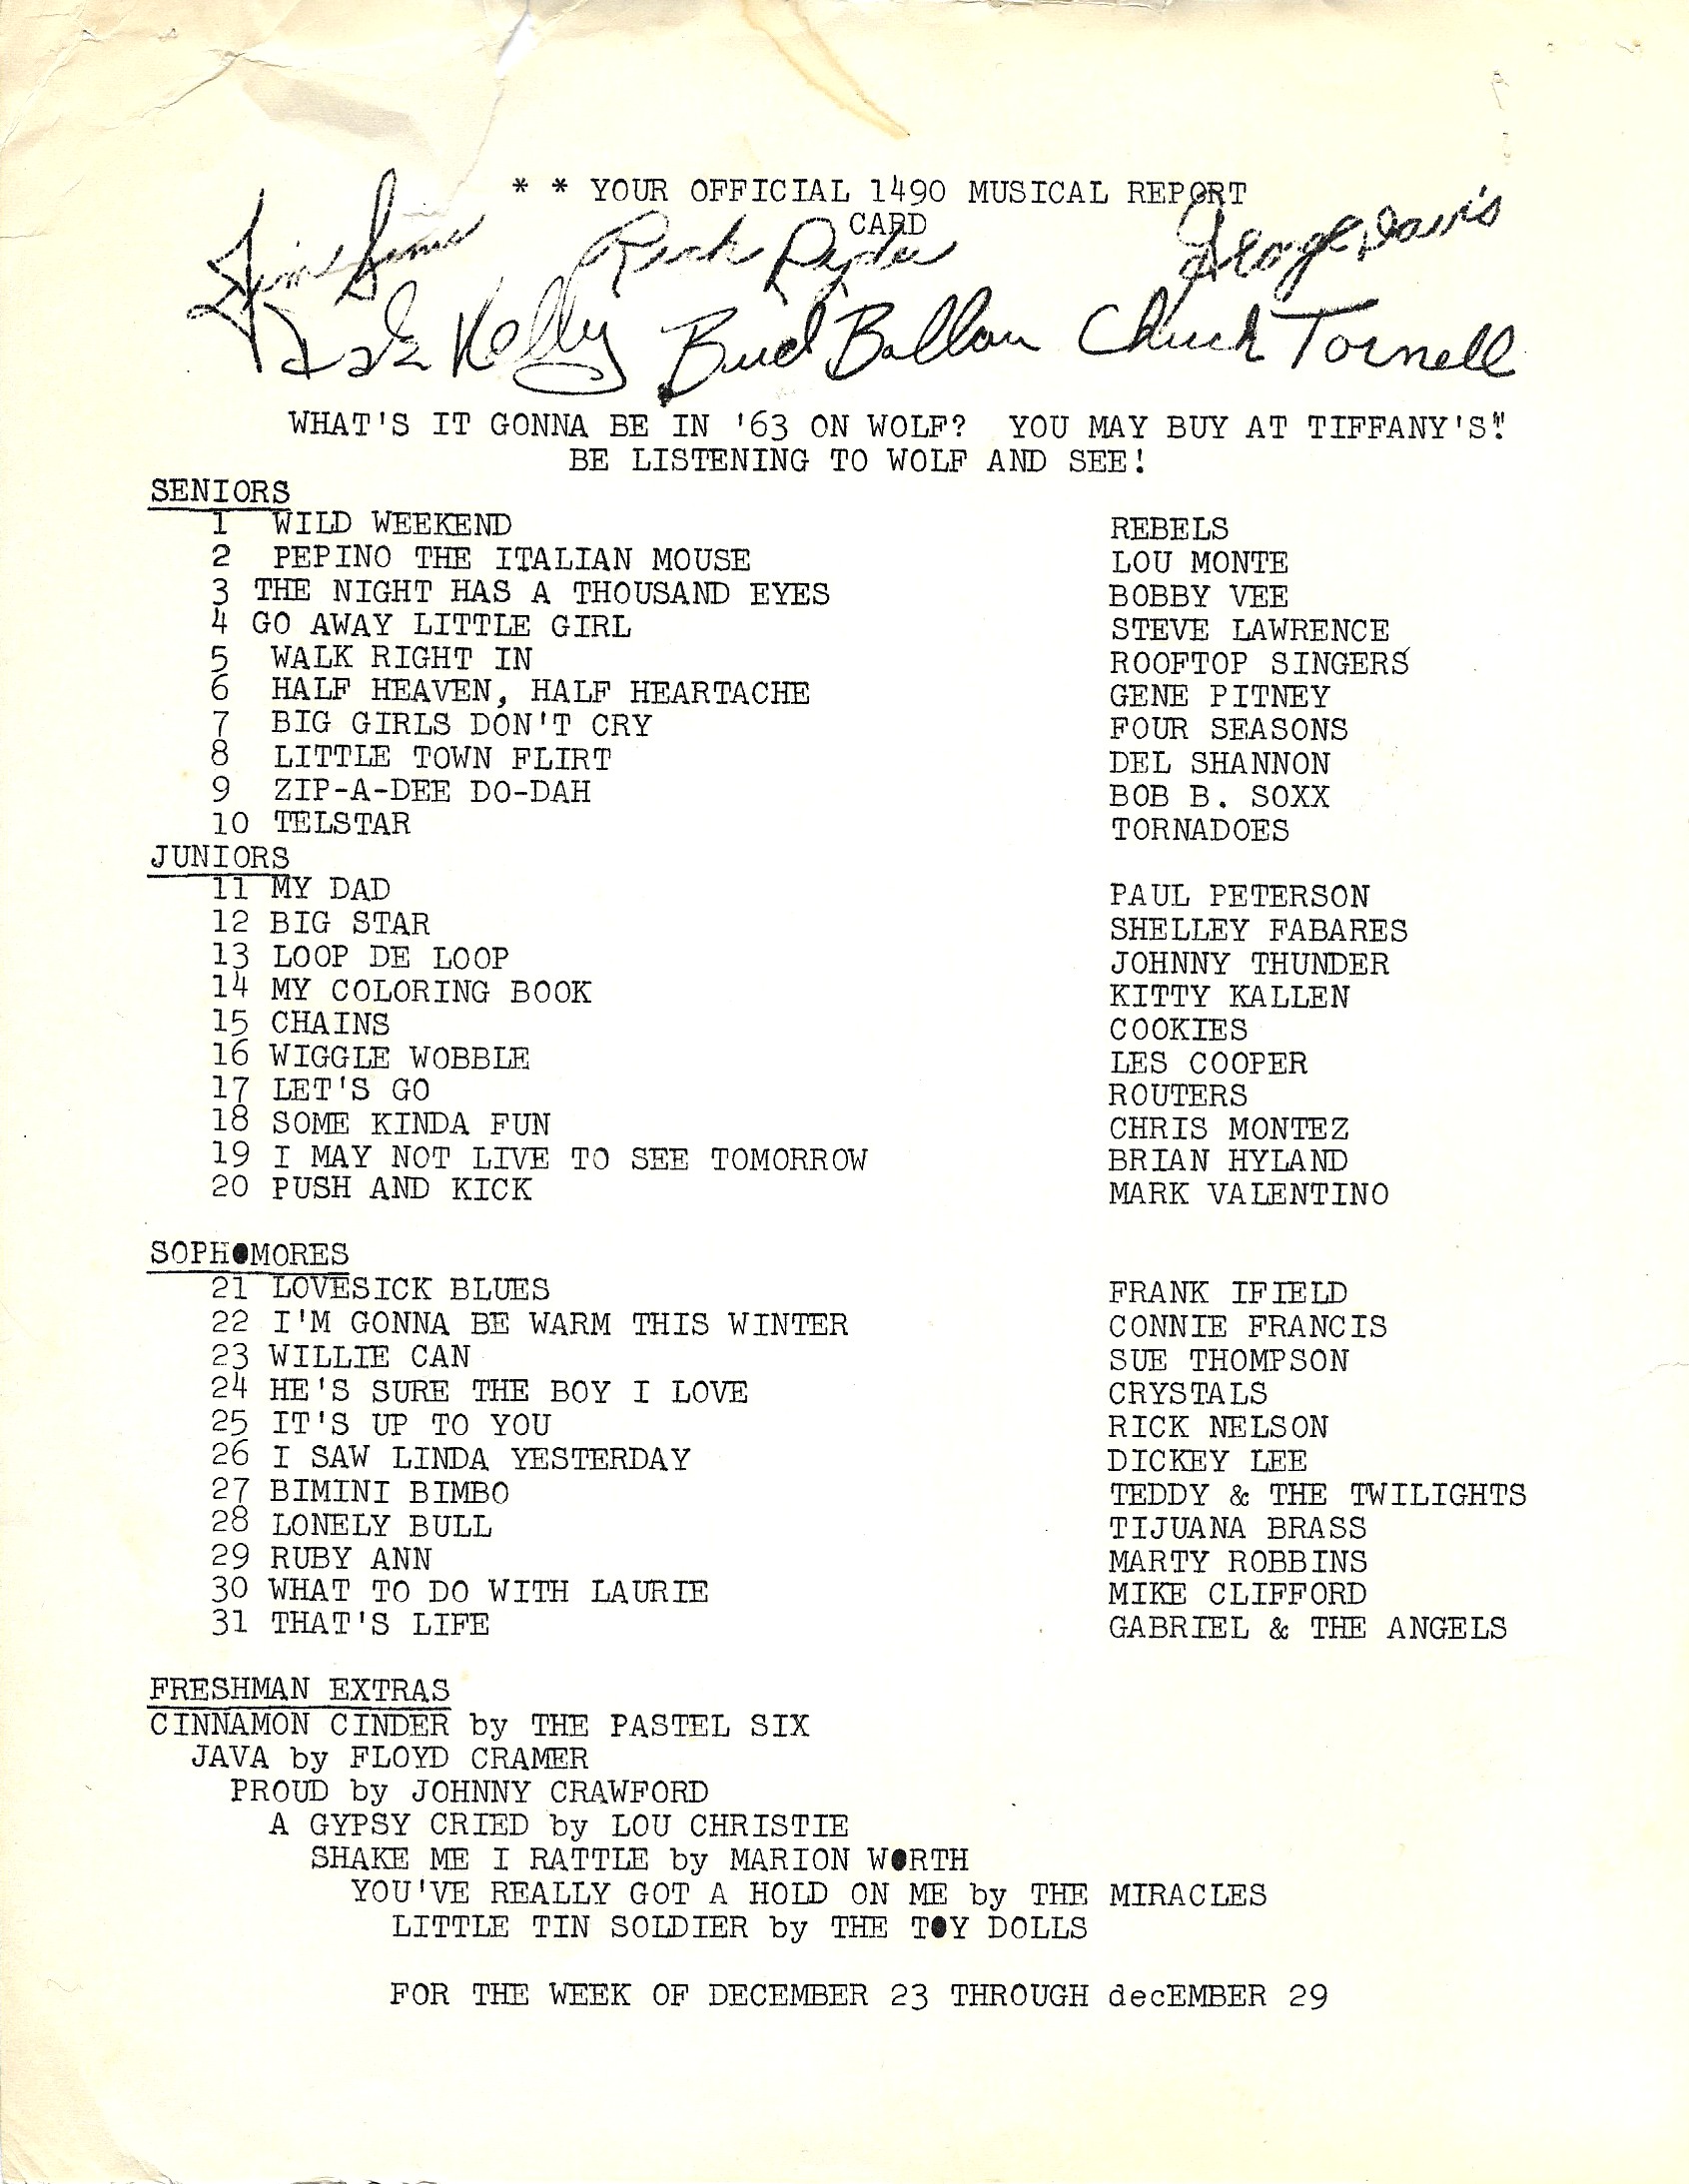 * * YOUR OFFICIAL 1490 MUSICAL REPORT
CARD
Jim Sims Rick Ryder George Davis
Dick Kelly Bud Ballou Chuck Tornell
WHAT'S IT GONNA BE IN '63 ON WOLF? YOU MAY BUY AT TIFFANY'S!"
BE LISTENING TO WOLF AND SEE!
SENIORS
1 WILD WEEKEND REBELS
2 PEPINO THE ITALIAN MOUSE LOU MONTE
3 THE NIGHT HAS A THOUSAND EYES BOBBY VEE
4 GO AWAY LITTLE GIRL STEVE LAWRENCE
5 WALK RIGHT IN ROOFTOP SINGERS
6 HALF HEAVEN, HALF HEARTACHE GENE PITNEY
7 BIG GIRLS DON'T CRY FOUR SEASONS
8 LITTLE TOWN FLIRT DEL SHANNON
9 ZIP-A-DEE DO-DAH BOB B. SOXX
10 TELSTAR TORNADOES
JUNIORS
11 MY DAD PAUL PETERSON
12 BIG STAR SHELLEY FABARES
13 LOOP DE LOOP JOHNNY THUNDER
14 MY COLORING BOOK KITTY KALLEN
15 CHAINS COOKIES
16 WIGGLE WOBBLE LES COOPER
17 LET'S GO ROUTERS
18 SOME KINDA FUN CHRIS MONTEZ
19 I MAY NOT LIVE TO SEE TOMORROW BRIAN HYLAND
20 PUSH AND KICK MARK VALENTINO
SOPHOMORES
21 LOVESICK BLUES FRANK IFIELD
22 I'M GONNA BE WARM THIS WINTER CONNIE FRANCIS
23 WILLIE CAN SUE THOMPSON
24 HE'S SURE THE BOY I LOVE CRYSTALS
25 IT'S UP TO YOU RICK NELSON
26 I SAW LINDA YESTERDAY DICKEY LEE
27 BIMINI BIMBO TEDDY & THE TWILIGHTS
28 LONELY BULL TIJUANA BRASS
29 RUBY ANN MARTY ROBBINS
30 WHAT TO DO WITH LAURIE MIKE CLIFFORD
31 THAT'S LIFE GABRIEL & THE ANGELS
FRESHMAN EXTRAS
CINNAMON CINDER by THE PASTEL SIX
JAVA by FLOYD CRAMER
PROUD by JOHNNY CRAWFORD
A GYPSY CRIED by LOU CHRISTIE
SHAKE ME I RATTLE by MARION WORTH
YOU'VE REALLY GOT A HOLD ON ME by THE MIRACLES
LITTLE TIN SOLDIER by THE TOY DOLLS
FOR THE WEEK OF DECEMBER 23 THROUGH decEMBER 29